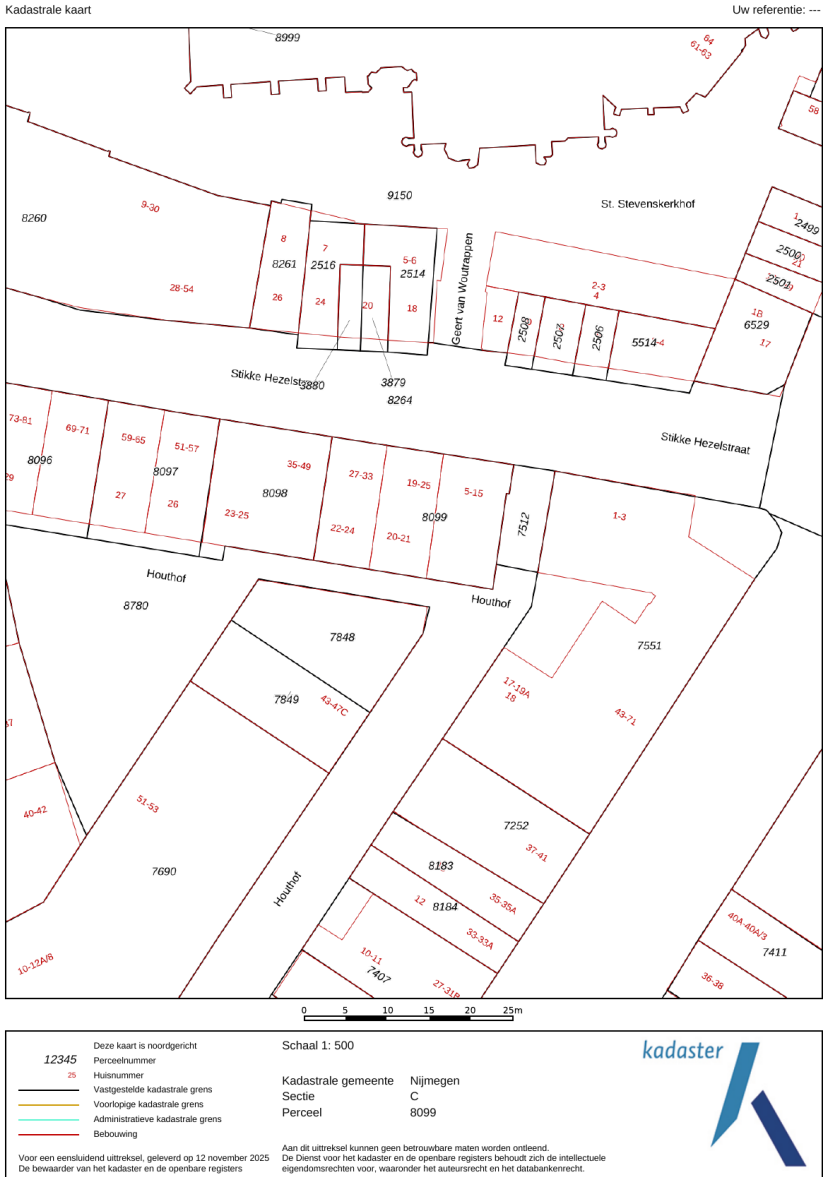 Kadastrale kaart
Uw referentie: ---
8999
64
61-63
58
9150
St. Stevenskerkhof
9-30
8260
1
2499
8
7
5-6
2500
21
8261
2516
2514
2501
28-54
26
24
20
18
Geert van Woutrappen
2-3
4
12
2508
2507
2506
5514-4
1B
6529
17
Stikke Hezelstraat
3880
3879
8264
Stikke Hezelstraat
73-81
69-71
59-65
51-57
35-49
27-33
19-25
5-15
8096
8097
8098
8099
7512
1-3
29
27
26
23-25
22-24
20-21
Houthof
Houthof
8780
7848
7551
7849
43-47C
17-19A
18
43-71
37
40-42
51-53
7252
37-41
7690
8183
Houthof
12
8184
35-35A
33-33A
10-11
7407
27-31B
40A-40A/3
7411
36-38
10-12A/8
0 5 10 15 20 25m
Deze kaart is noordgericht
12345 Perceelnummer
25 Huisnummer
Vastgestelde kadastrale grens
Voorlopige kadastrale grens
Administratieve kadastrale grens
Bebouwing
Voor een eensluidend uittreksel, geleverd op 12 november 2025
De bewaarder van het kadaster en de openbare registers
Schaal 1: 500
Kadastrale gemeente Nijmegen
Sectie C
Perceel 8099
Aan dit uittreksel kunnen geen betrouwbare maten worden ontleend.
De Dienst voor het kadaster en de openbare registers behoudt zich de intellectuele
eigendomsrechten voor, waaronder het auteursrecht en het databankenrecht.
kadaster